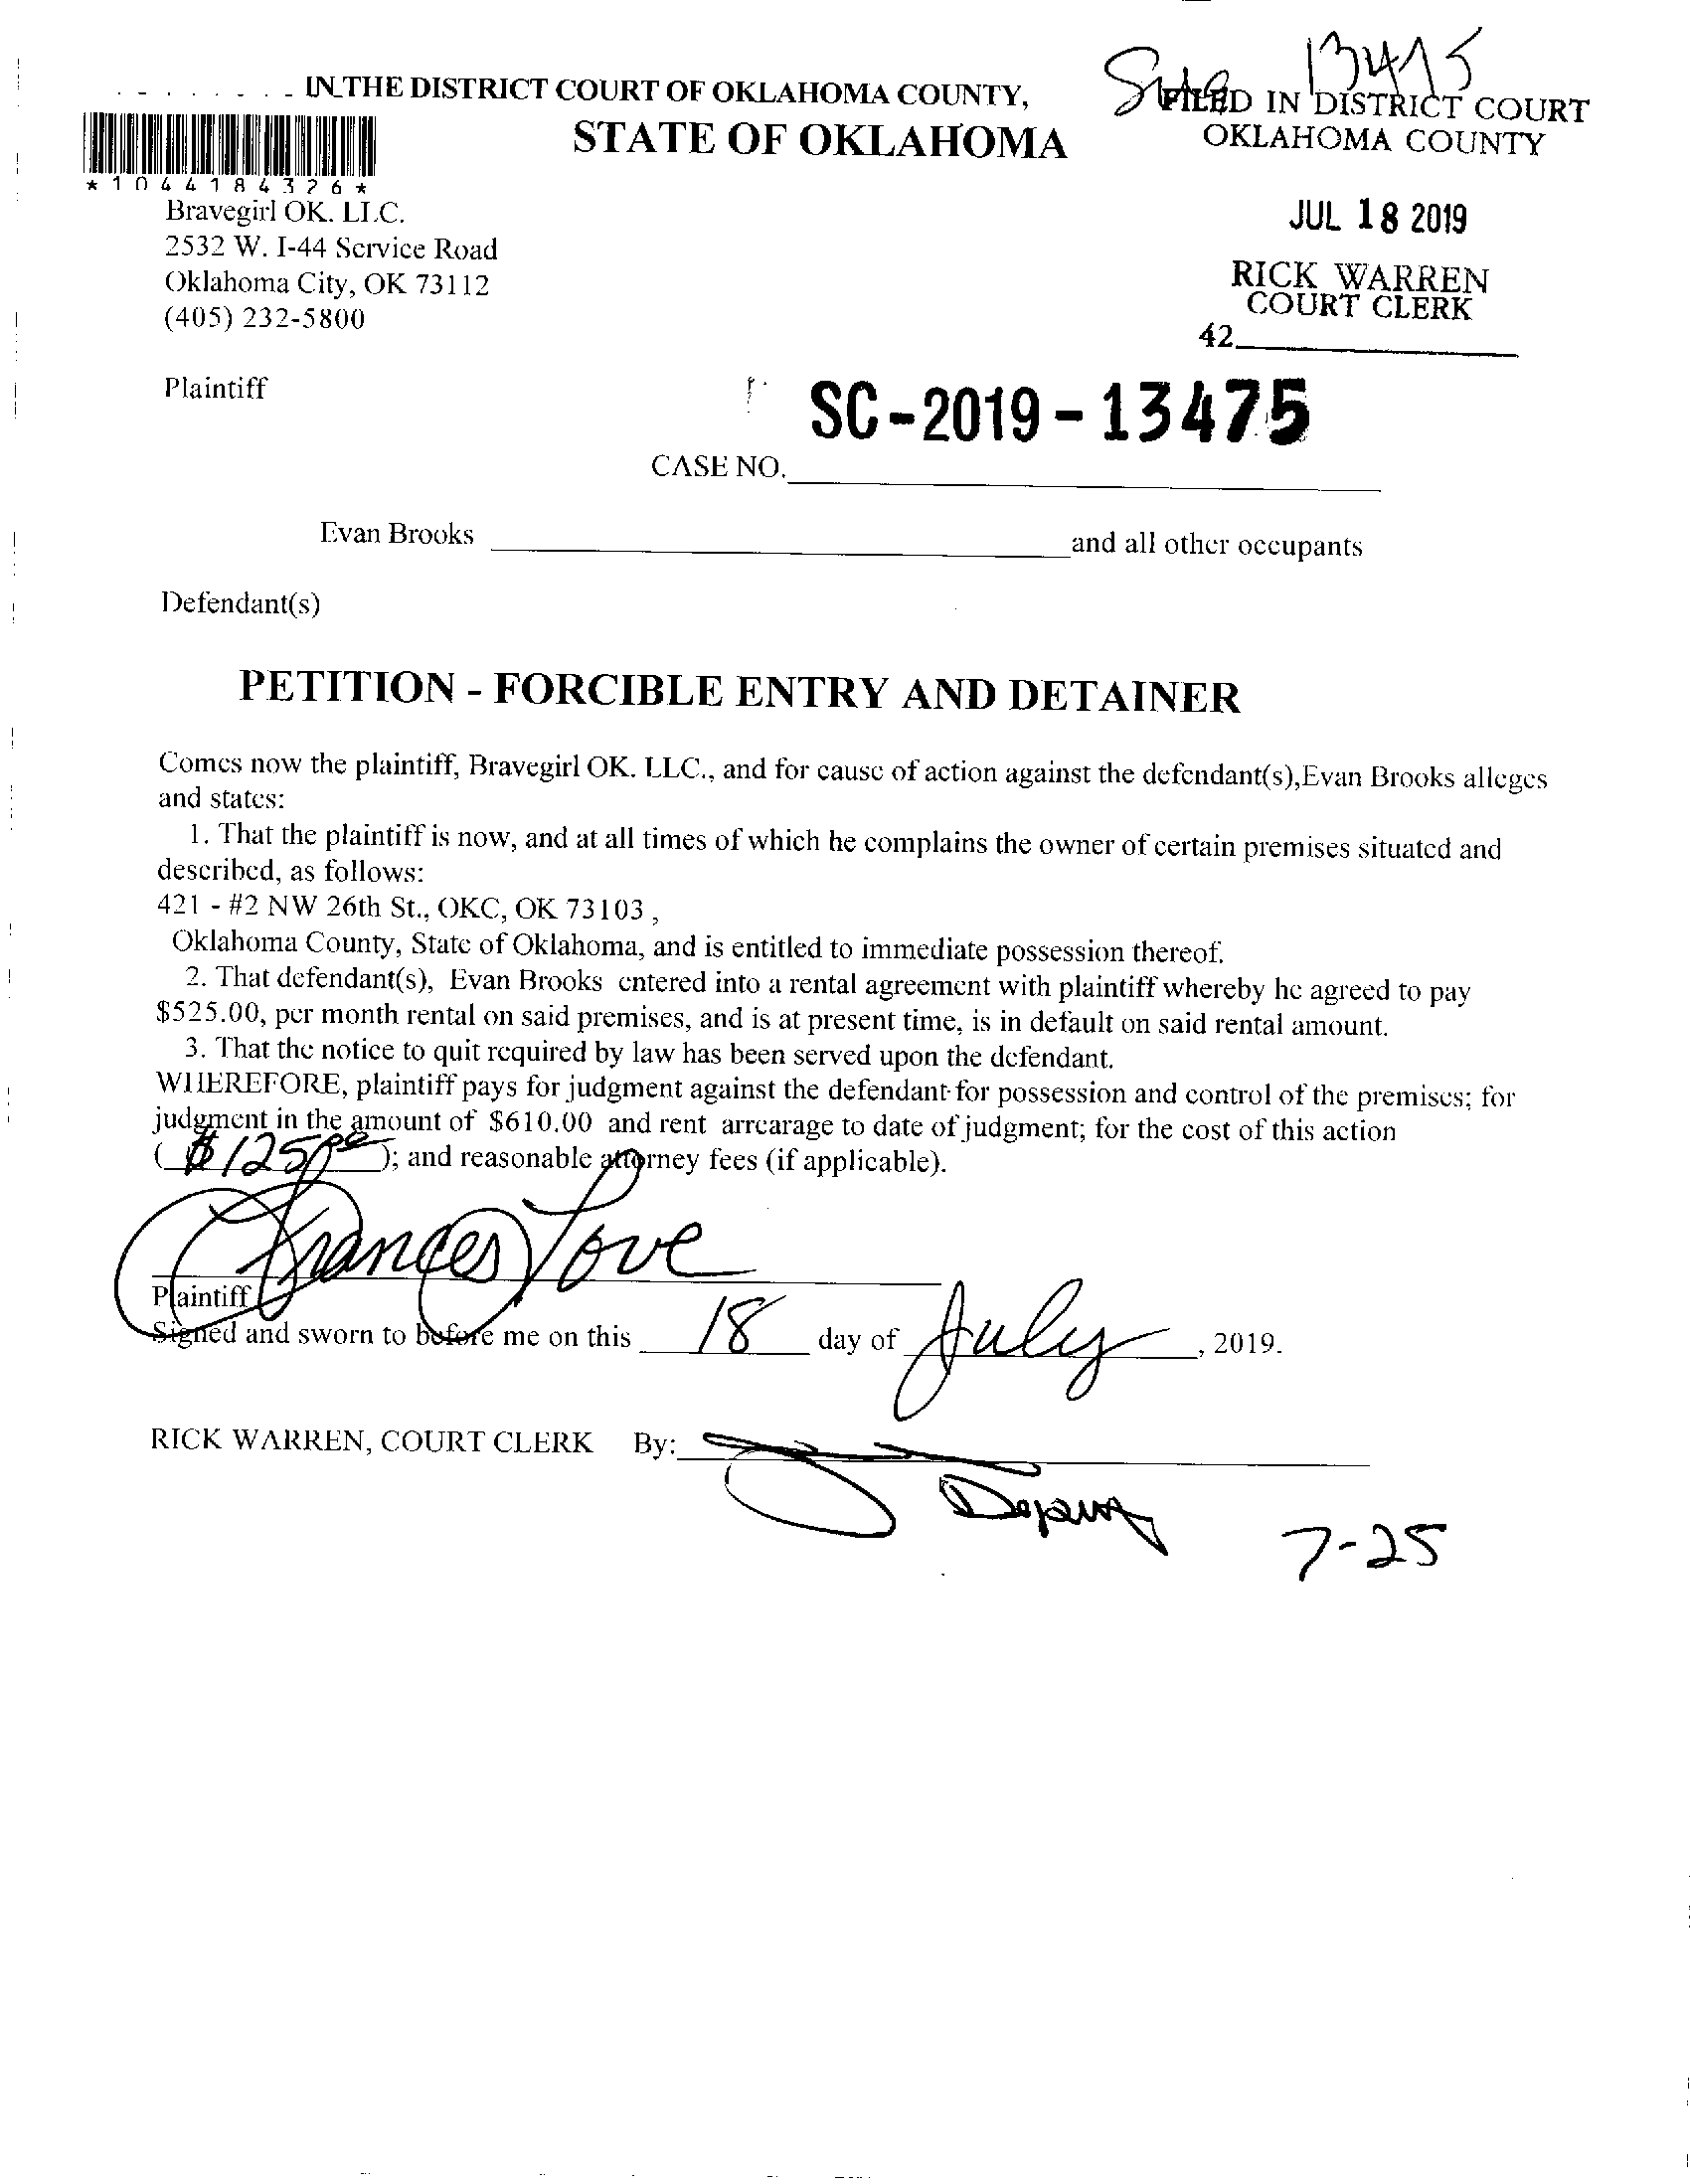 IN THE DISTRICT COURT OF OKLAHOMA COUNTY,
STATE OF OKLAHOMA
FILED IN DISTRICT COURT
OKLAHOMA COUNTY
JUL 18 2019
RICK WARREN
COURT CLERK
42
*1044184326*
Bravegirl OK. LLC.
2532 W. I-44 Service Road
Oklahoma City, OK 73112
(405) 232-5800
Plaintiff
SC-2019-13475
CASE NO.
Evan Brooks and all other occupants
Defendant(s)
PETITION - FORCIBLE ENTRY AND DETAINER
Comes now the plaintiff, Bravegirl OK. LLC., and for cause of action against the defendant(s),Evan Brooks alleges
and states:
1. That the plaintiff is now, and at all times of which he complains the owner of certain premises situated and
described, as follows:
421 - #2 NW 26th St., OKC, OK 73103 ,
Oklahoma County, State of Oklahoma, and is entitled to immediate possession thereof.
2. That defendant(s), Evan Brooks entered into a rental agreement with plaintiff whereby he agreed to pay
$525.00, per month rental on said premises, and is at present time, is in default on said rental amount.
3. That the notice to quit required by law has been served upon the defendant.
WHEREFORE, plaintiff pays for judgment against the defendant for possession and control of the premises; for
judgment in the amount of $610.00 and rent arrearage to date of judgment; for the cost of this action
( $125 00 ); and reasonable attorney fees (if applicable).
Frances Love
Plaintiff
Signed and sworn to before me on this 18 day of July, 2019.
RICK WARREN, COURT CLERK By:
Deputy
7-25